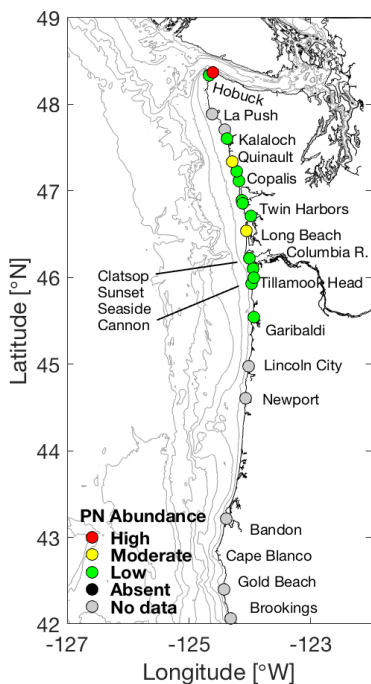 49
48
47
46
45
44
43
42
Latitude [°N]
Hobuck
La Push
Kalaloch
Quinault
Copalis
Twin Harbors
Long Beach
Columbia R.
Clatsop
Sunset
Seaside
Cannon
Tillamook Head
Garibaldi
Lincoln City
Newport
Bandon
Cape Blanco
Gold Beach
Brookings
PN Abundance
High
Moderate
Low
Absent
No data
-127
-125
-123
Longitude [°W]